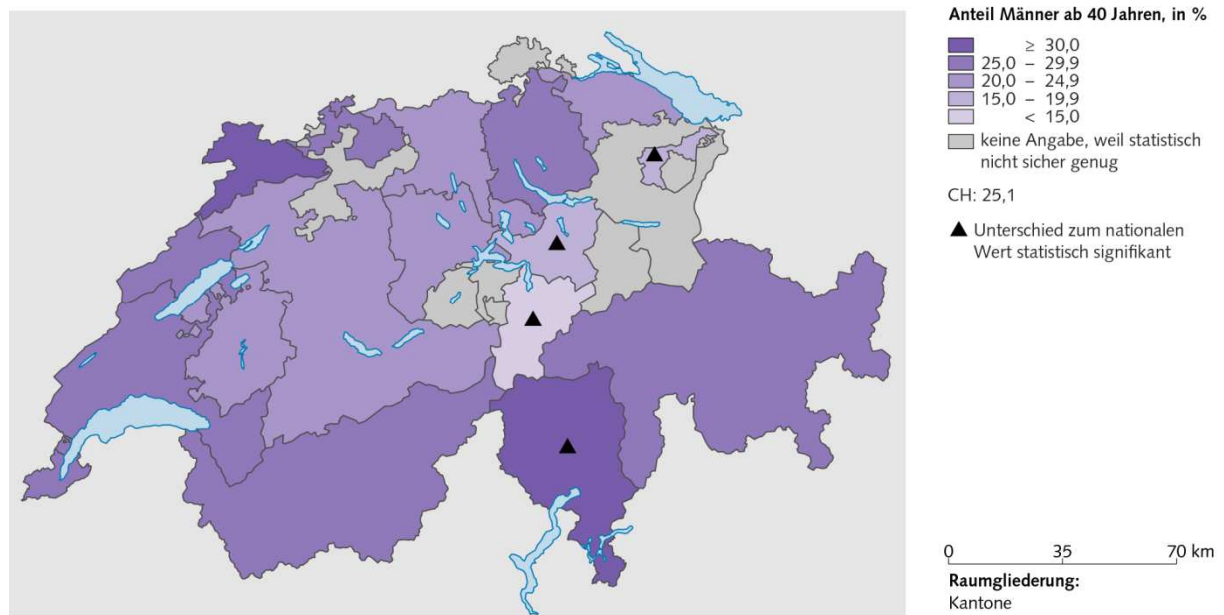 Anteil Männer ab 40 Jahren, in %
≥ 30,0
25,0 – 29,9
20,0 – 24,9
15,0 – 19,9
< 15,0
keine Angabe, weil statistisch
nicht sicher genug
CH: 25,1
▲ Unterschied zum nationalen
Wert statistisch signifikant
0 35 70 km
Raumgliederung:
Kantone